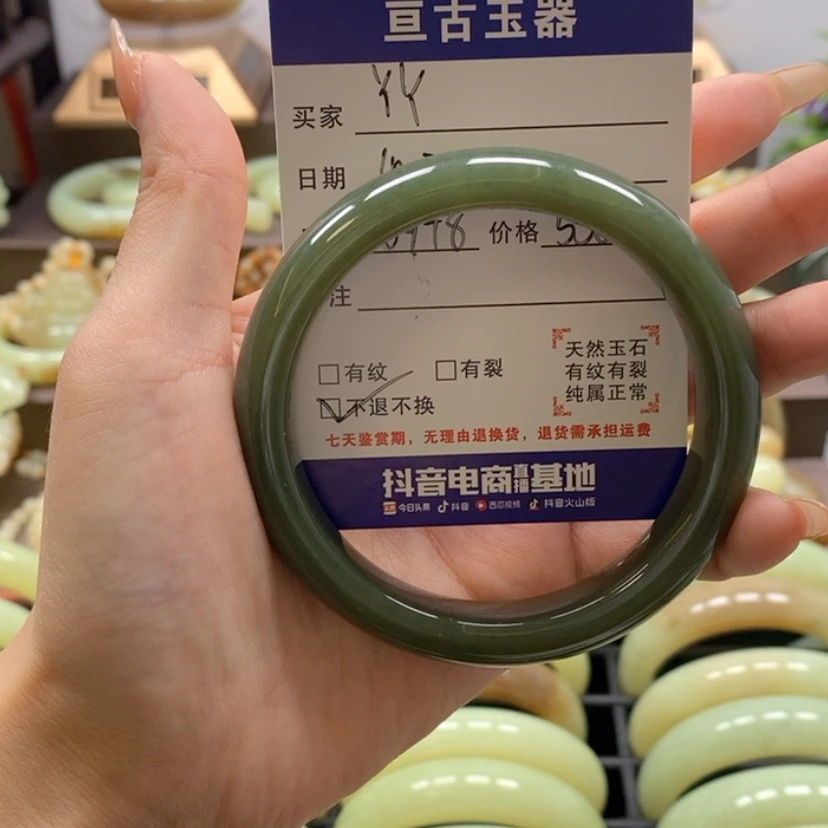 亘古玉器
买家 YY
日期
价格
注
□有纹 □有裂
天然玉石
有纹有裂
纯属正常
□不退不换
七天鉴赏期，无理由退换货，退货需承担运费
抖音电商直播基地
今日头条 抖音 西瓜视频 抖音火山版